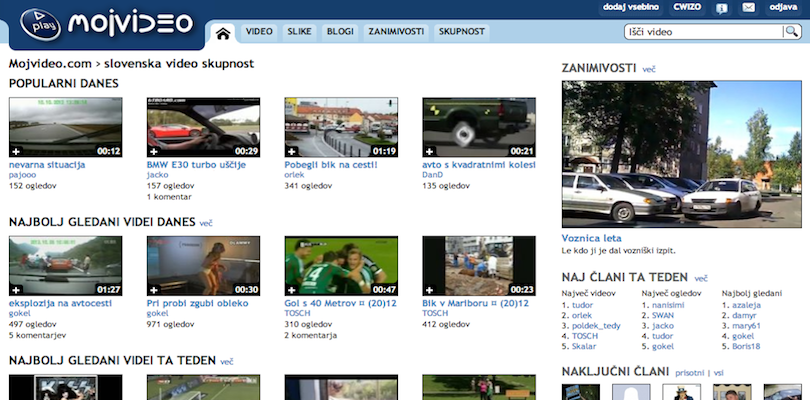 play mojvideo
dodaj vsebino CWIZO odjava
VIDEO SLIKE BLOGI ZANIMIVOSTI SKUPNOST
Išči video
Mojvideo.com > slovenska video skupnost
POPULARNI DANES
00:12 00:29 01:19 00:21
nevarna situacija
pajooo
152 ogledov
BMW E30 turbo uščije
jacko
157 ogledov
1 komentar
Pobegli bik na cesti!
orlek
341 ogledov
avto s kvadratnimi kolesi
DanD
135 ogledov
NAJBOLJ GLEDANI VIDEI DANES več
01:27 00:30 00:47 00:23
eksplozija na avtocesti
gokel
497 ogledov
5 komentarjev
Pri probi zgubi obleko
gokel
971 ogledov
Gol s 40 Metrov ¤ (20)12
TOSCH
310 ogledov
2 komentarja
Bik v Mariboru ¤ (20)12
TOSCH
412 ogledov
NAJBOLJ GLEDANI VIDEI TA TEDEN več
ZANIMIVOSTI več
Voznica leta
Le kdo ji je dal vozniški izpit.
NAJ ČLANI TA TEDEN več
Največ videov
1. tudor
2. orlek
3. poldek_tedy
4. TOSCH
5. Skalar
Največ ogledov
1. nanisimi
2. SWAN
3. jacko
4. tudor
5. gokel
Najbolj gledani
1. azaleja
2. damyr
3. mary61
4. gokel
5. Boris18
NAKLJUČNI ČLANI prisotni | vsi